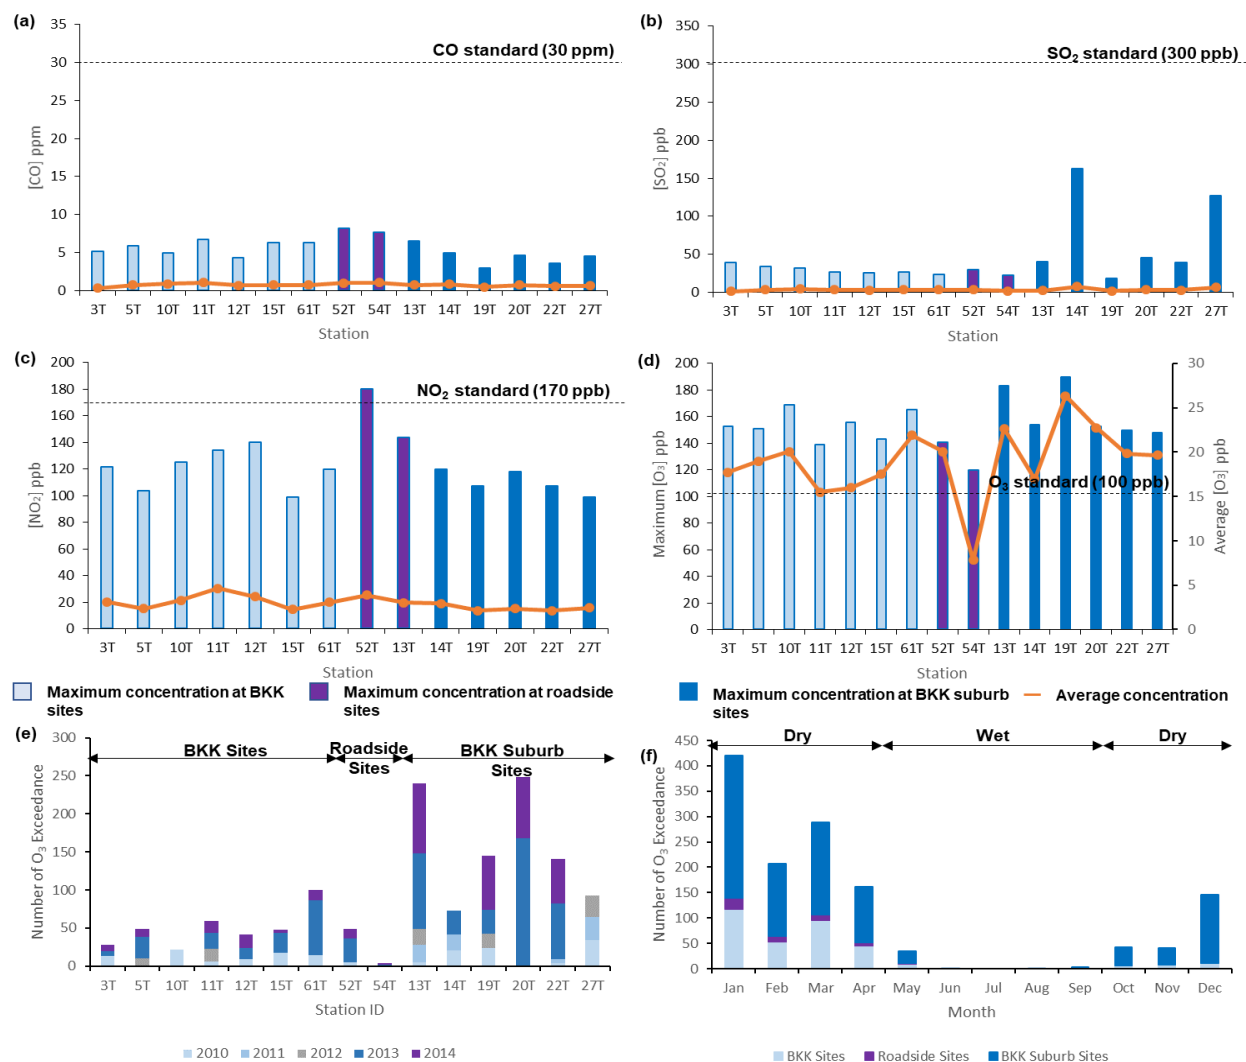 (a)
CO standard (30 ppm)
35
30
25
20
15
10
5
0
[CO] ppm
3T 5T 10T 11T 12T 15T 61T 52T 54T 13T 14T 19T 20T 22T 27T
Station
(b)
SO2 standard (300 ppb)
350
300
250
200
150
100
50
0
[SO2] ppb
3T 5T 10T 11T 12T 15T 61T 52T 54T 13T 14T 19T 20T 22T 27T
Station
(c)
NO2 standard (170 ppb)
200
180
160
140
120
100
80
60
40
20
0
[NO2] ppb
3T 5T 10T 11T 12T 15T 61T 52T 13T 14T 19T 20T 22T 27T
Station
(d)
O3 standard (100 ppb)
200
180
160
140
120
100
80
60
40
20
0
Maximum [O3] ppb
30
25
20
15
10
5
0
Average [O3] ppb
3T 5T 10T 11T 12T 15T 61T 52T 54T 13T 14T 19T 20T 22T 27T
Station
Maximum concentration at BKK sites
Maximum concentration at roadside sites
Maximum concentration at BKK suburb sites
Average concentration
(e)
BKK Sites
Roadside Sites
BKK Suburb Sites
300
250
200
150
100
50
0
Number of O3 Exceedance
3T 5T 10T 11T 12T 15T 61T 52T 54T 13T 14T 19T 20T 22T 27T
Station ID
2010 2011 2012 2013 2014
(f)
Dry
Wet
Dry
450
400
350
300
250
200
150
100
50
0
Number of O3 Exceedance
Jan Feb Mar Apr May Jun Jul Aug Sep Oct Nov Dec
Month
BKK Sites Roadside Sites BKK Suburb Sites